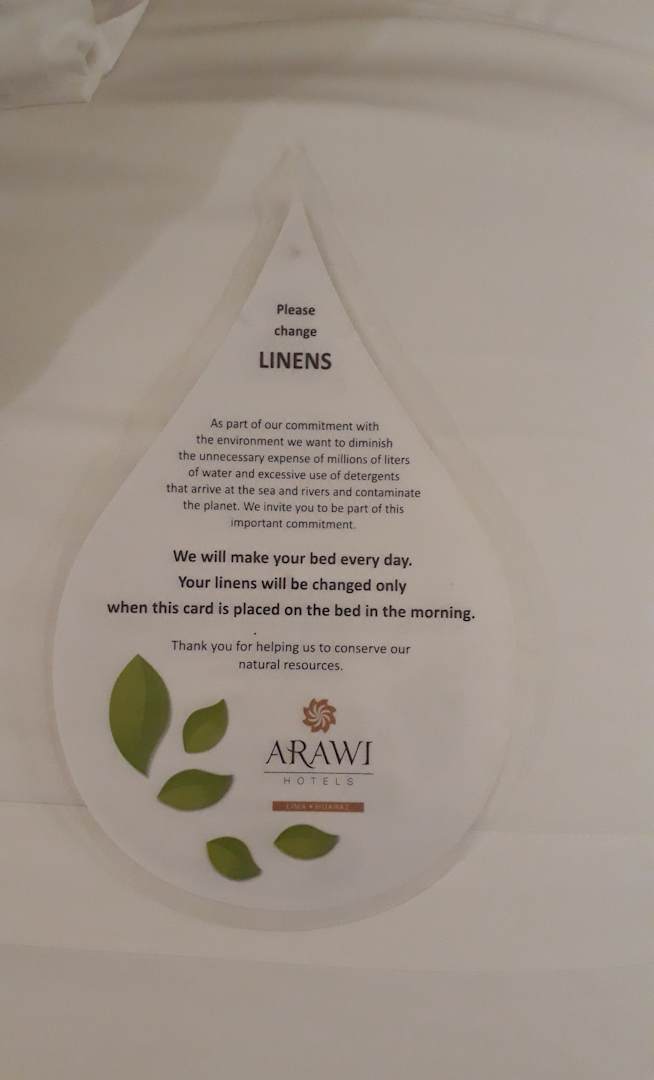 Please
change
LINENS
As part of our commitment with
the environment we want to diminish
the unnecessary expense of millions of liters
of water and excessive use of detergents
that arrive at the sea and rivers and contaminate
the planet. We invite you to be part of this
important commitment.
We will make your bed every day.
Your linens will be changed only
when this card is placed on the bed in the morning.
Thank you for helping us to conserve our
natural resources.
ARAWI
HOTELS
LIMA • HUARAZ